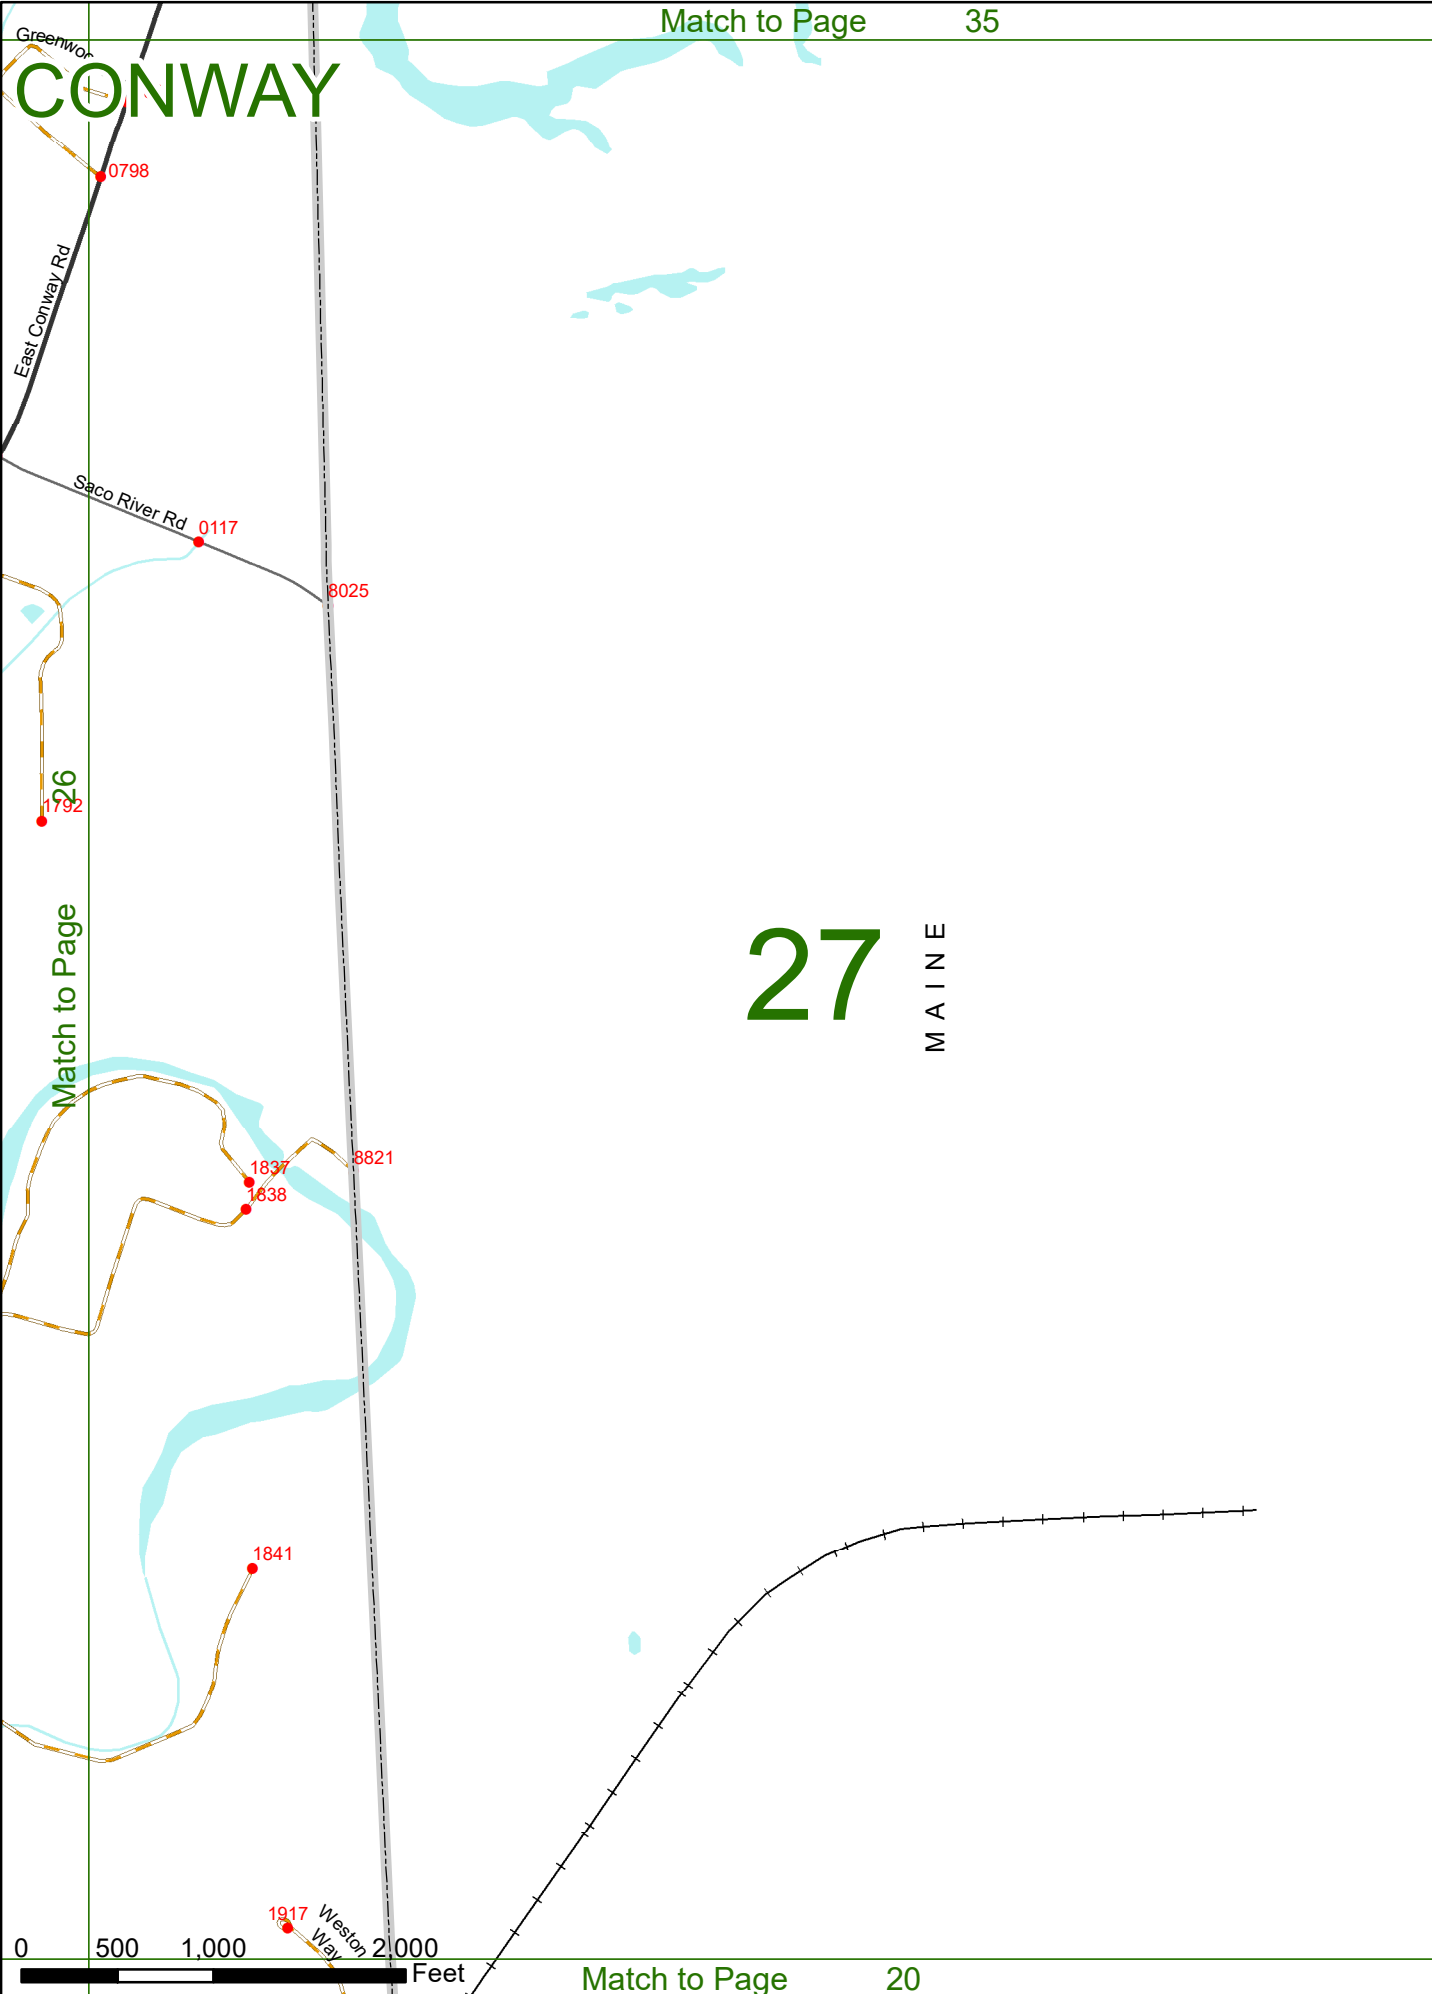 Match to Page 35
Greenwoo
CONWAY
0798
East Conway Rd
Saco River Rd
0117
8025
26
1792
Match to Page
27
MAINE
8821
1837
1838
1841
1917
Weston
Way
0 500 1,000 2,000
Feet
Match to Page 20